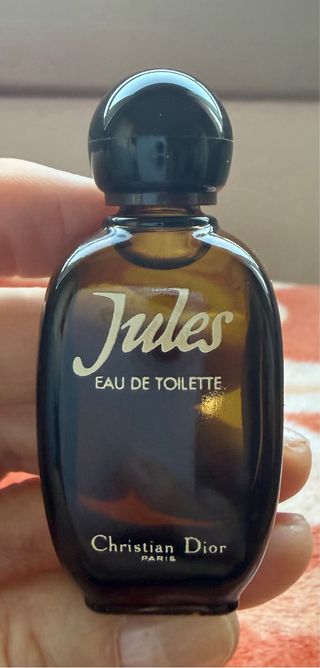 Jules
EAU DE TOILETTE
Christian Dior
PARIS